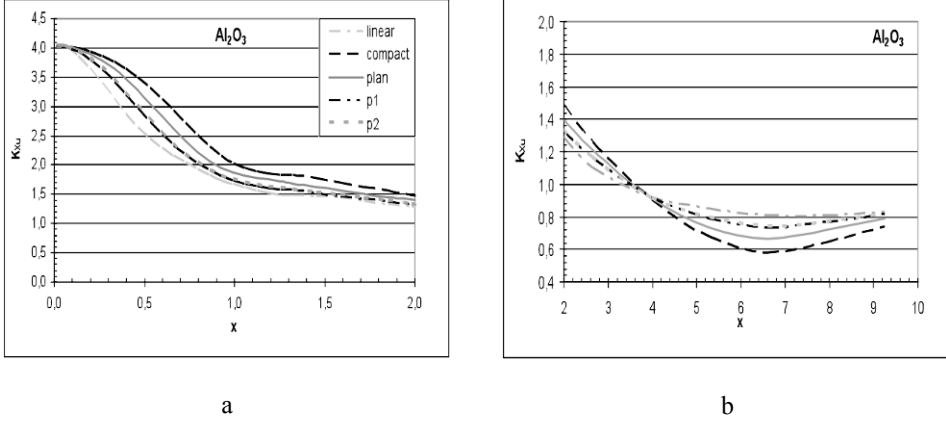 Al₂O₃
4,5
4,0
3,5
3,0
2,5
2,0
1,5
1,0
0,5
0,0
Kxu
0,0 0,5 1,0 1,5 2,0
x
linear
compact
plan
p1
p2
Al₂O₃
2,0
1,8
1,6
1,4
1,2
1,0
0,8
0,6
0,4
Kxu
2 3 4 5 6 7 8 9 10
x
a b